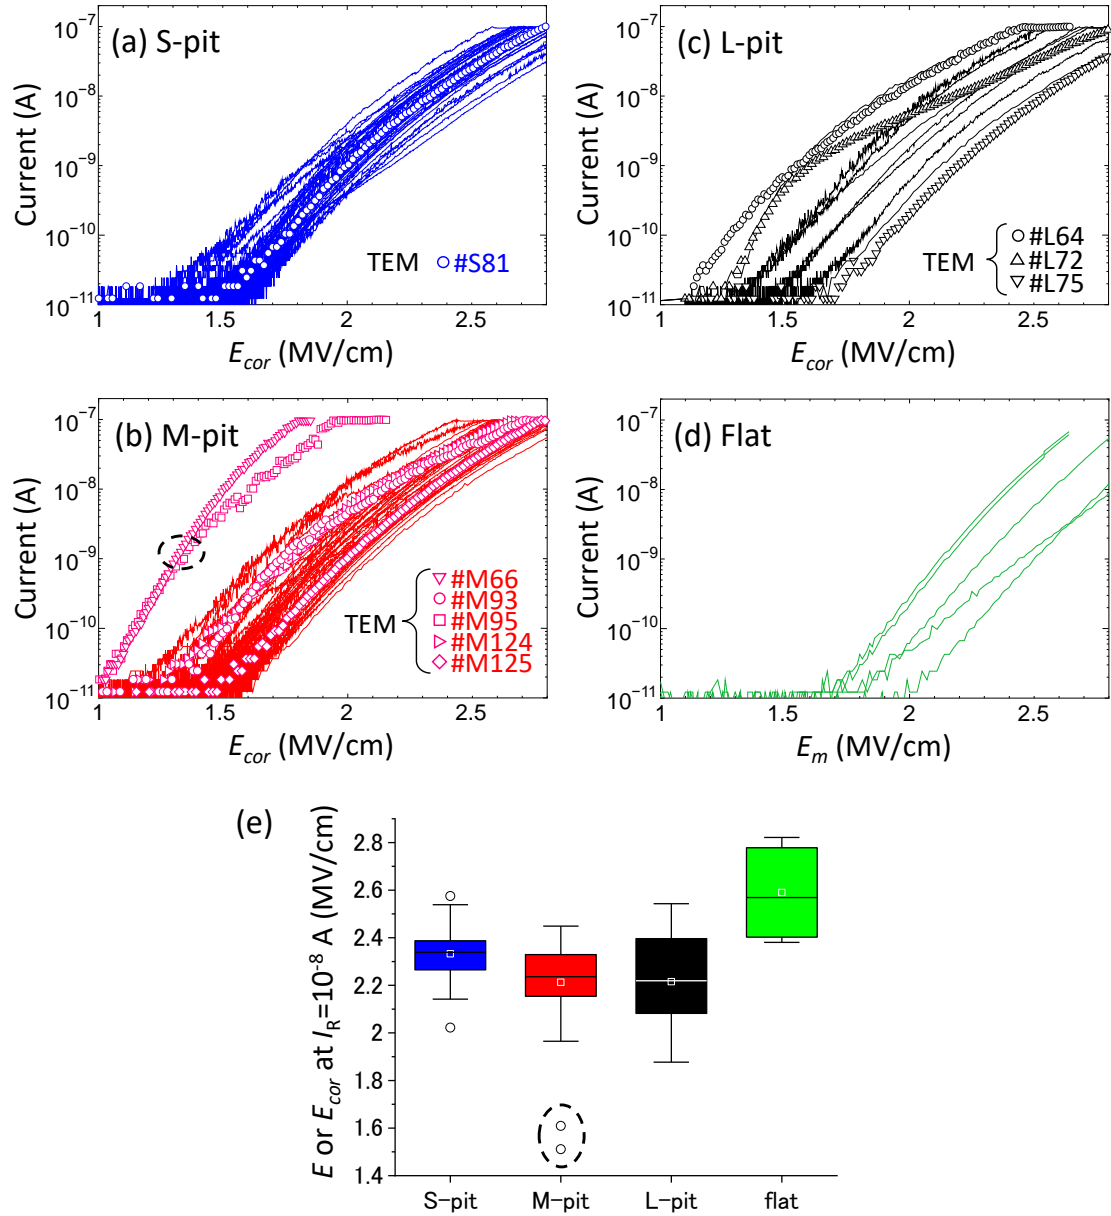 (a) S-pit
Current (A)
10⁻⁷
10⁻⁸
10⁻⁹
10⁻¹⁰
10⁻¹¹
TEM ○ #S81
1 1.5 2 2.5
E_cor (MV/cm)
(c) L-pit
Current (A)
10⁻⁷
10⁻⁸
10⁻⁹
10⁻¹⁰
10⁻¹¹
#L64
TEM #L72
#L75
1 1.5 2 2.5
E_cor (MV/cm)
(b) M-pit
Current (A)
10⁻⁷
10⁻⁸
10⁻⁹
10⁻¹⁰
10⁻¹¹
#M66
#M93
TEM #M95
#M124
#M125
1 1.5 2 2.5
E_cor (MV/cm)
(d) Flat
Current (A)
10⁻⁷
10⁻⁸
10⁻⁹
10⁻¹⁰
10⁻¹¹
1 1.5 2 2.5
E_m (MV/cm)
(e)
E or E_cor at I_R=10⁻⁸ A (MV/cm)
2.8
2.6
2.4
2.2
2
1.8
1.6
1.4
S-pit M-pit L-pit flat